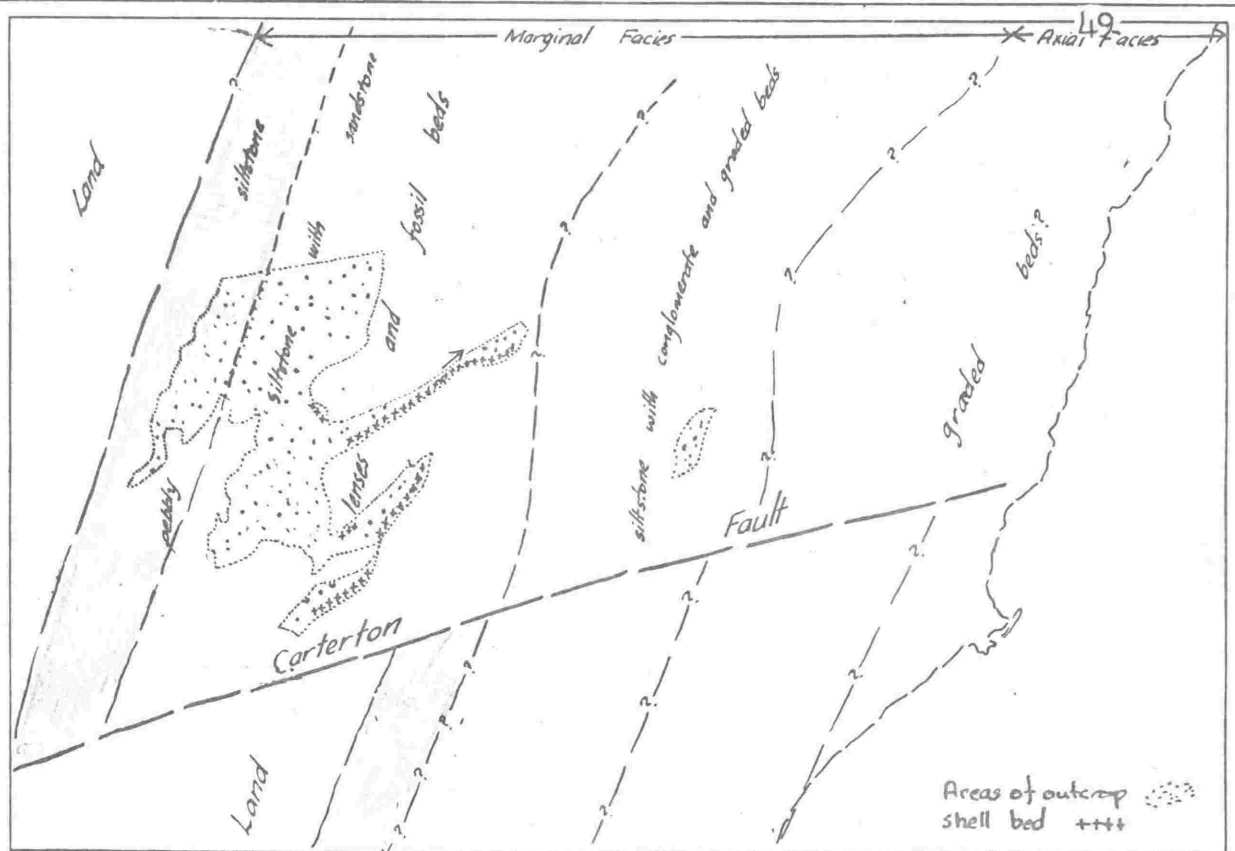 49
Marginal Facies
Axial Facies
Land
pebbly siltstone
siltstone with sandstone
lenses and fossil beds
siltstone with conglomerate and graded beds
graded beds?
Carterton Fault
Land
Areas of outcrop
shell bed ++++